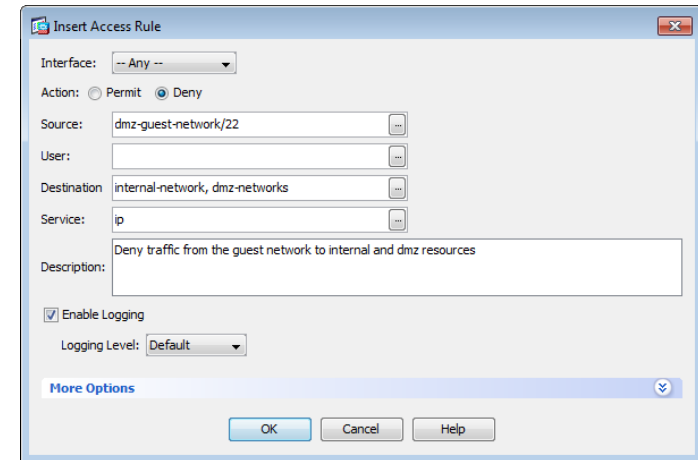 Insert Access Rule
Interface: -- Any --
Action: Permit Deny
Source: dmz-guest-network/22 ...
User: ...
Destination internal-network, dmz-networks ...
Service: ip ...
Description: Deny traffic from the guest network to internal and dmz resources
Enable Logging
Logging Level: Default
More Options
OK Cancel Help